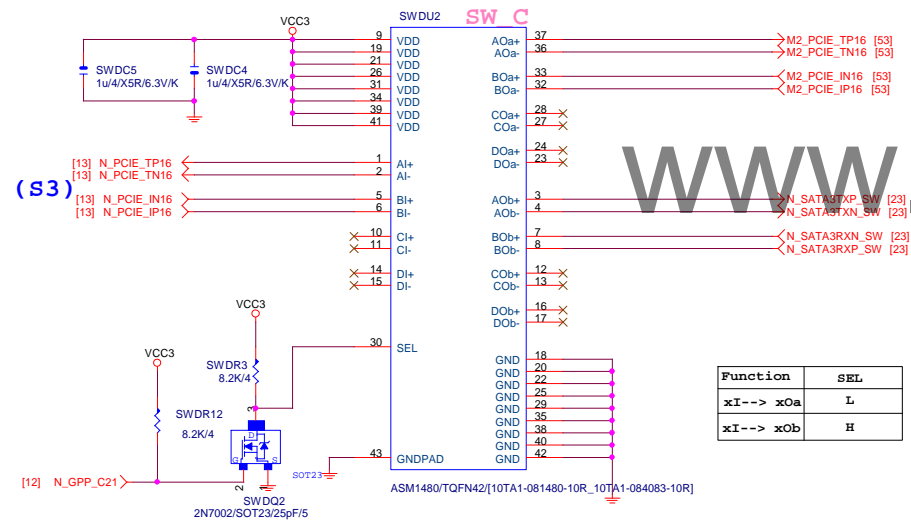 SWDU2 SW_C
VCC3
9 VDD
19 VDD
21 VDD
26 VDD
31 VDD
34 VDD
39 VDD
41 VDD
SWDC5
1u/4/X5R/6.3V/K
SWDC4
1u/4/X5R/6.3V/K
AOa+ 37 M2_PCIE_TP16 [53]
AOa- 36 M2_PCIE_TN16 [53]
BOa+ 33 M2_PCIE_IN16 [53]
BOa- 32 M2_PCIE_IP16 [53]
COa+ 28
COa- 27
DOa+ 24
DOa- 23
(S3)
[13] N_PCIE_TP16 1 AI+
[13] N_PCIE_TN16 2 AI-
[13] N_PCIE_IN16 5 BI+
[13] N_PCIE_IP16 6 BI-
10 CI+
11 CI-
14 DI+
15 DI-
www
AOb+ 3 N_SATA3TXP_SW [23]
AOb- 4 N_SATA3TXN_SW [23]
BOb+ 7 N_SATA3RXN_SW [23]
BOb- 8 N_SATA3RXP_SW [23]
COb+ 12
COb- 13
DOb+ 16
DOb- 17
VCC3
SWDR3
8.2K/4
30 SEL
VCC3
SWDR12
8.2K/4
3
D
G S
2 1
[12] N_GPP_C21
SWDQ2
2N7002/SOT23/25pF/5
SOT23
43 GNDPAD
GND 18
GND 20
GND 22
GND 25
GND 29
GND 35
GND 38
GND 40
GND 42
ASM1480/TQFN42/[10TA1-081480-10R_10TA1-084083-10R]
Function SEL
xI--> xOa L
xI--> xOb H